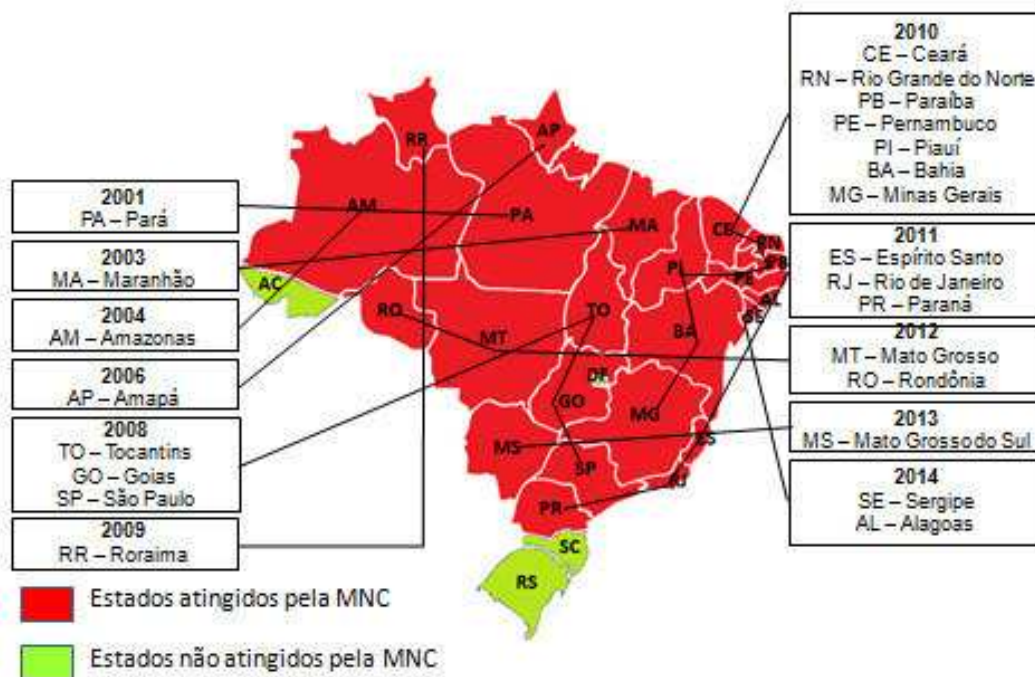 2001
PA – Pará
2003
MA – Maranhão
2004
AM – Amazonas
2006
AP – Amapá
2008
TO – Tocantins
GO – Goias
SP – São Paulo
2009
RR – Roraima
RR
AP
AM
PA
MA
CE
RN
PB
PI
PE
AL
SE
AC
RO
MT
TO
BA
DF
GO
MG
ES
MS
SP
RJ
PR
SC
RS
2010
CE – Ceará
RN – Rio Grande do Norte
PB – Paraíba
PE – Pernambuco
PI – Piauí
BA – Bahia
MG – Minas Gerais
2011
ES – Espírito Santo
RJ – Rio de Janeiro
PR – Paraná
2012
MT – Mato Grosso
RO – Rondônia
2013
MS – Mato Grosso do Sul
2014
SE – Sergipe
AL – Alagoas
Estados atingidos pela MNC
Estados não atingidos pela MNC